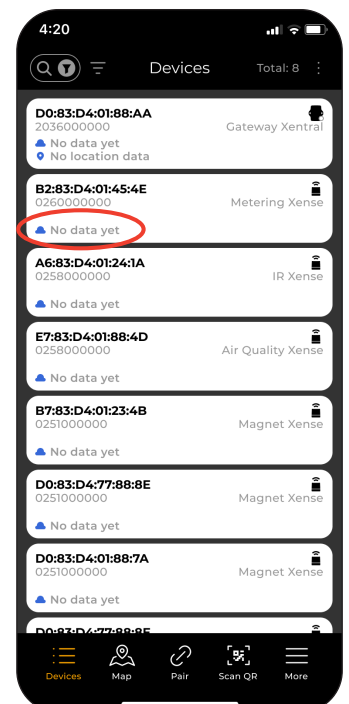 4:20
Devices
Total: 8
D0:83:D4:01:88:AA
2036000000
Gateway Xentral
No data yet
No location data
B2:83:D4:01:45:4E
0260000000
Metering Xense
No data yet
A6:83:D4:01:24:1A
0258000000
IR Xense
No data yet
E7:83:D4:01:88:4D
0258000000
Air Quality Xense
No data yet
B7:83:D4:01:23:4B
0251000000
Magnet Xense
No data yet
D0:83:D4:77:88:8E
0251000000
Magnet Xense
No data yet
D0:83:D4:01:88:7A
0251000000
Magnet Xense
No data yet
Devices
Map
Pair
Scan QR
More